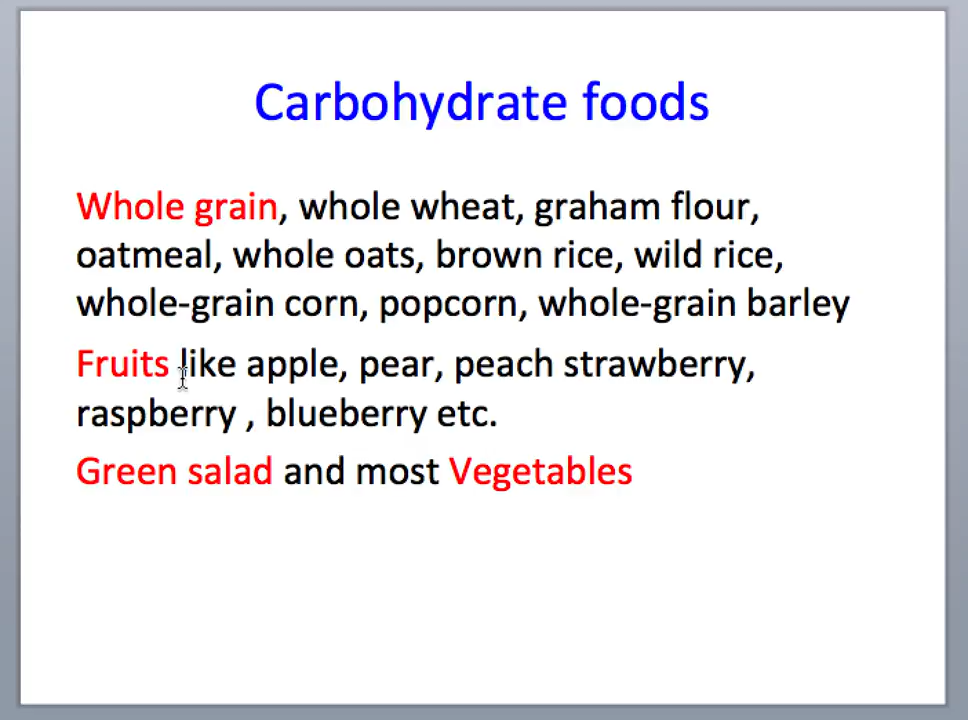 Carbohydrate foods
Whole grain, whole wheat, graham flour,
oatmeal, whole oats, brown rice, wild rice,
whole-grain corn, popcorn, whole-grain barley
Fruits like apple, pear, peach strawberry,
raspberry , blueberry etc.
Green salad and most Vegetables